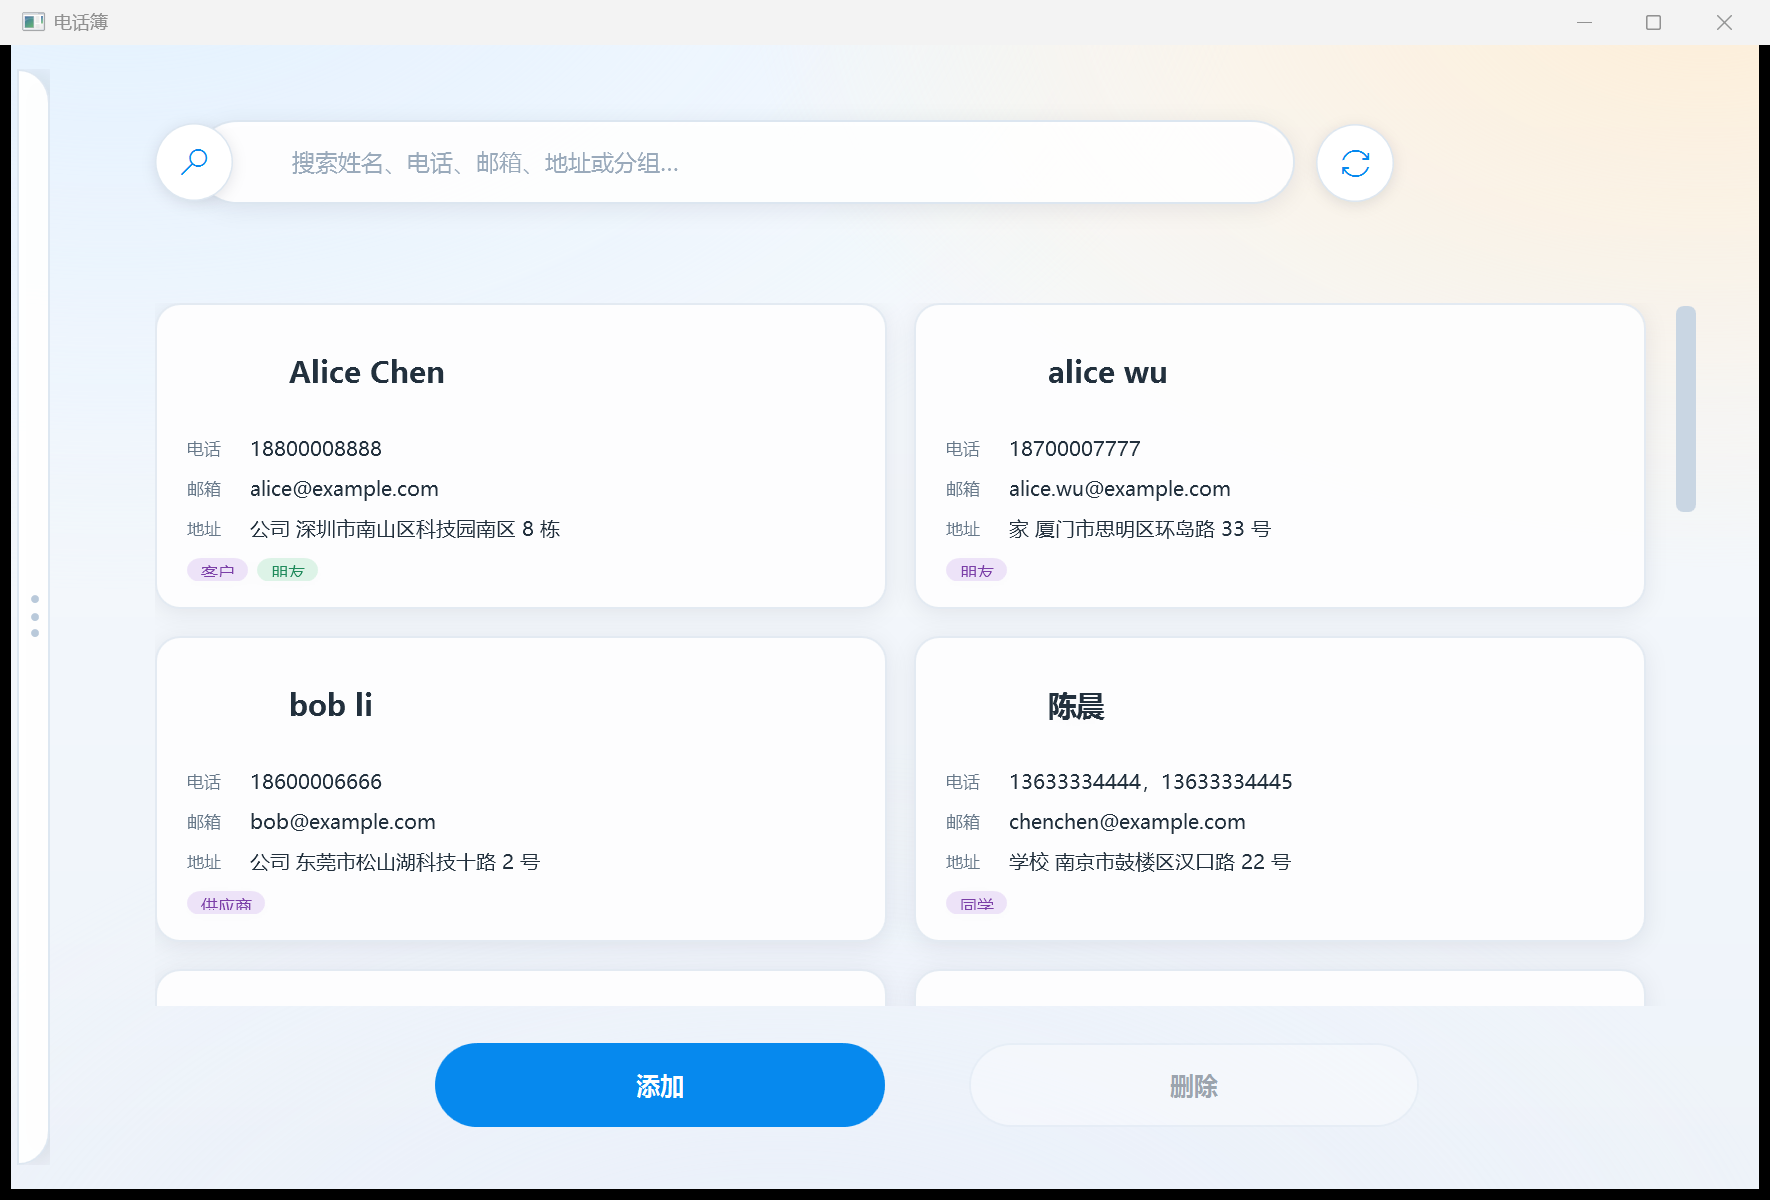 电话簿
搜索姓名、电话、邮箱、地址或分组...
Alice Chen
电话 18800008888
邮箱 alice@example.com
地址 公司 深圳市南山区科技园南区 8 栋
客户 朋友
alice wu
电话 18700007777
邮箱 alice.wu@example.com
地址 家 厦门市思明区环岛路 33 号
朋友
bob li
电话 18600006666
邮箱 bob@example.com
地址 公司 东莞市松山湖科技十路 2 号
供应商
陈晨
电话 13633334444，13633334445
邮箱 chenchen@example.com
地址 学校 南京市鼓楼区汉口路 22 号
同学
添加
删除